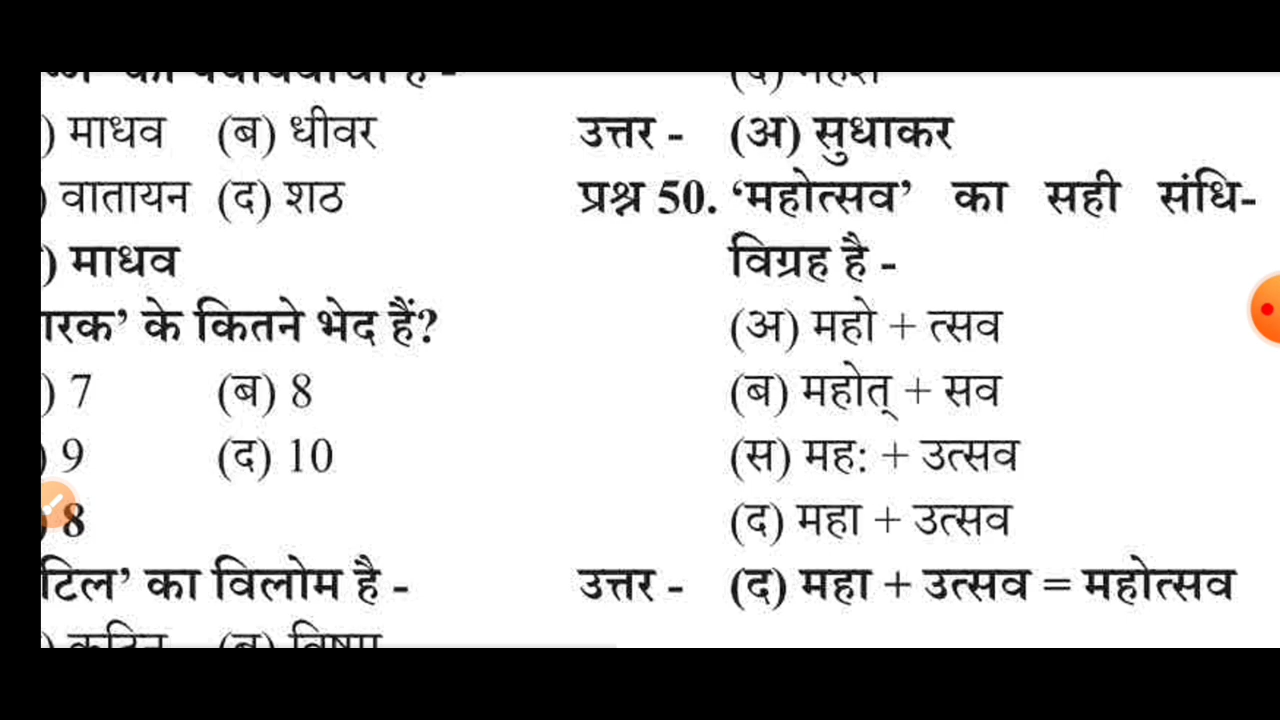 ) माधव (ब) धीवर
) वातायन (द) शठ
) माधव
के कितने भेद हैं?
) 7 (ब) 8
) 9 (द) 10
) 8
का विलोम है -
उत्तर - (अ) सुधाकर
प्रश्न 50. ‘महोत्सव’ का सही संधि-
विग्रह है -
(अ) महो + त्सव
(ब) महोत् + सव
(स) मह: + उत्सव
(द) महा + उत्सव
उत्तर - (द) महा + उत्सव = महोत्सव